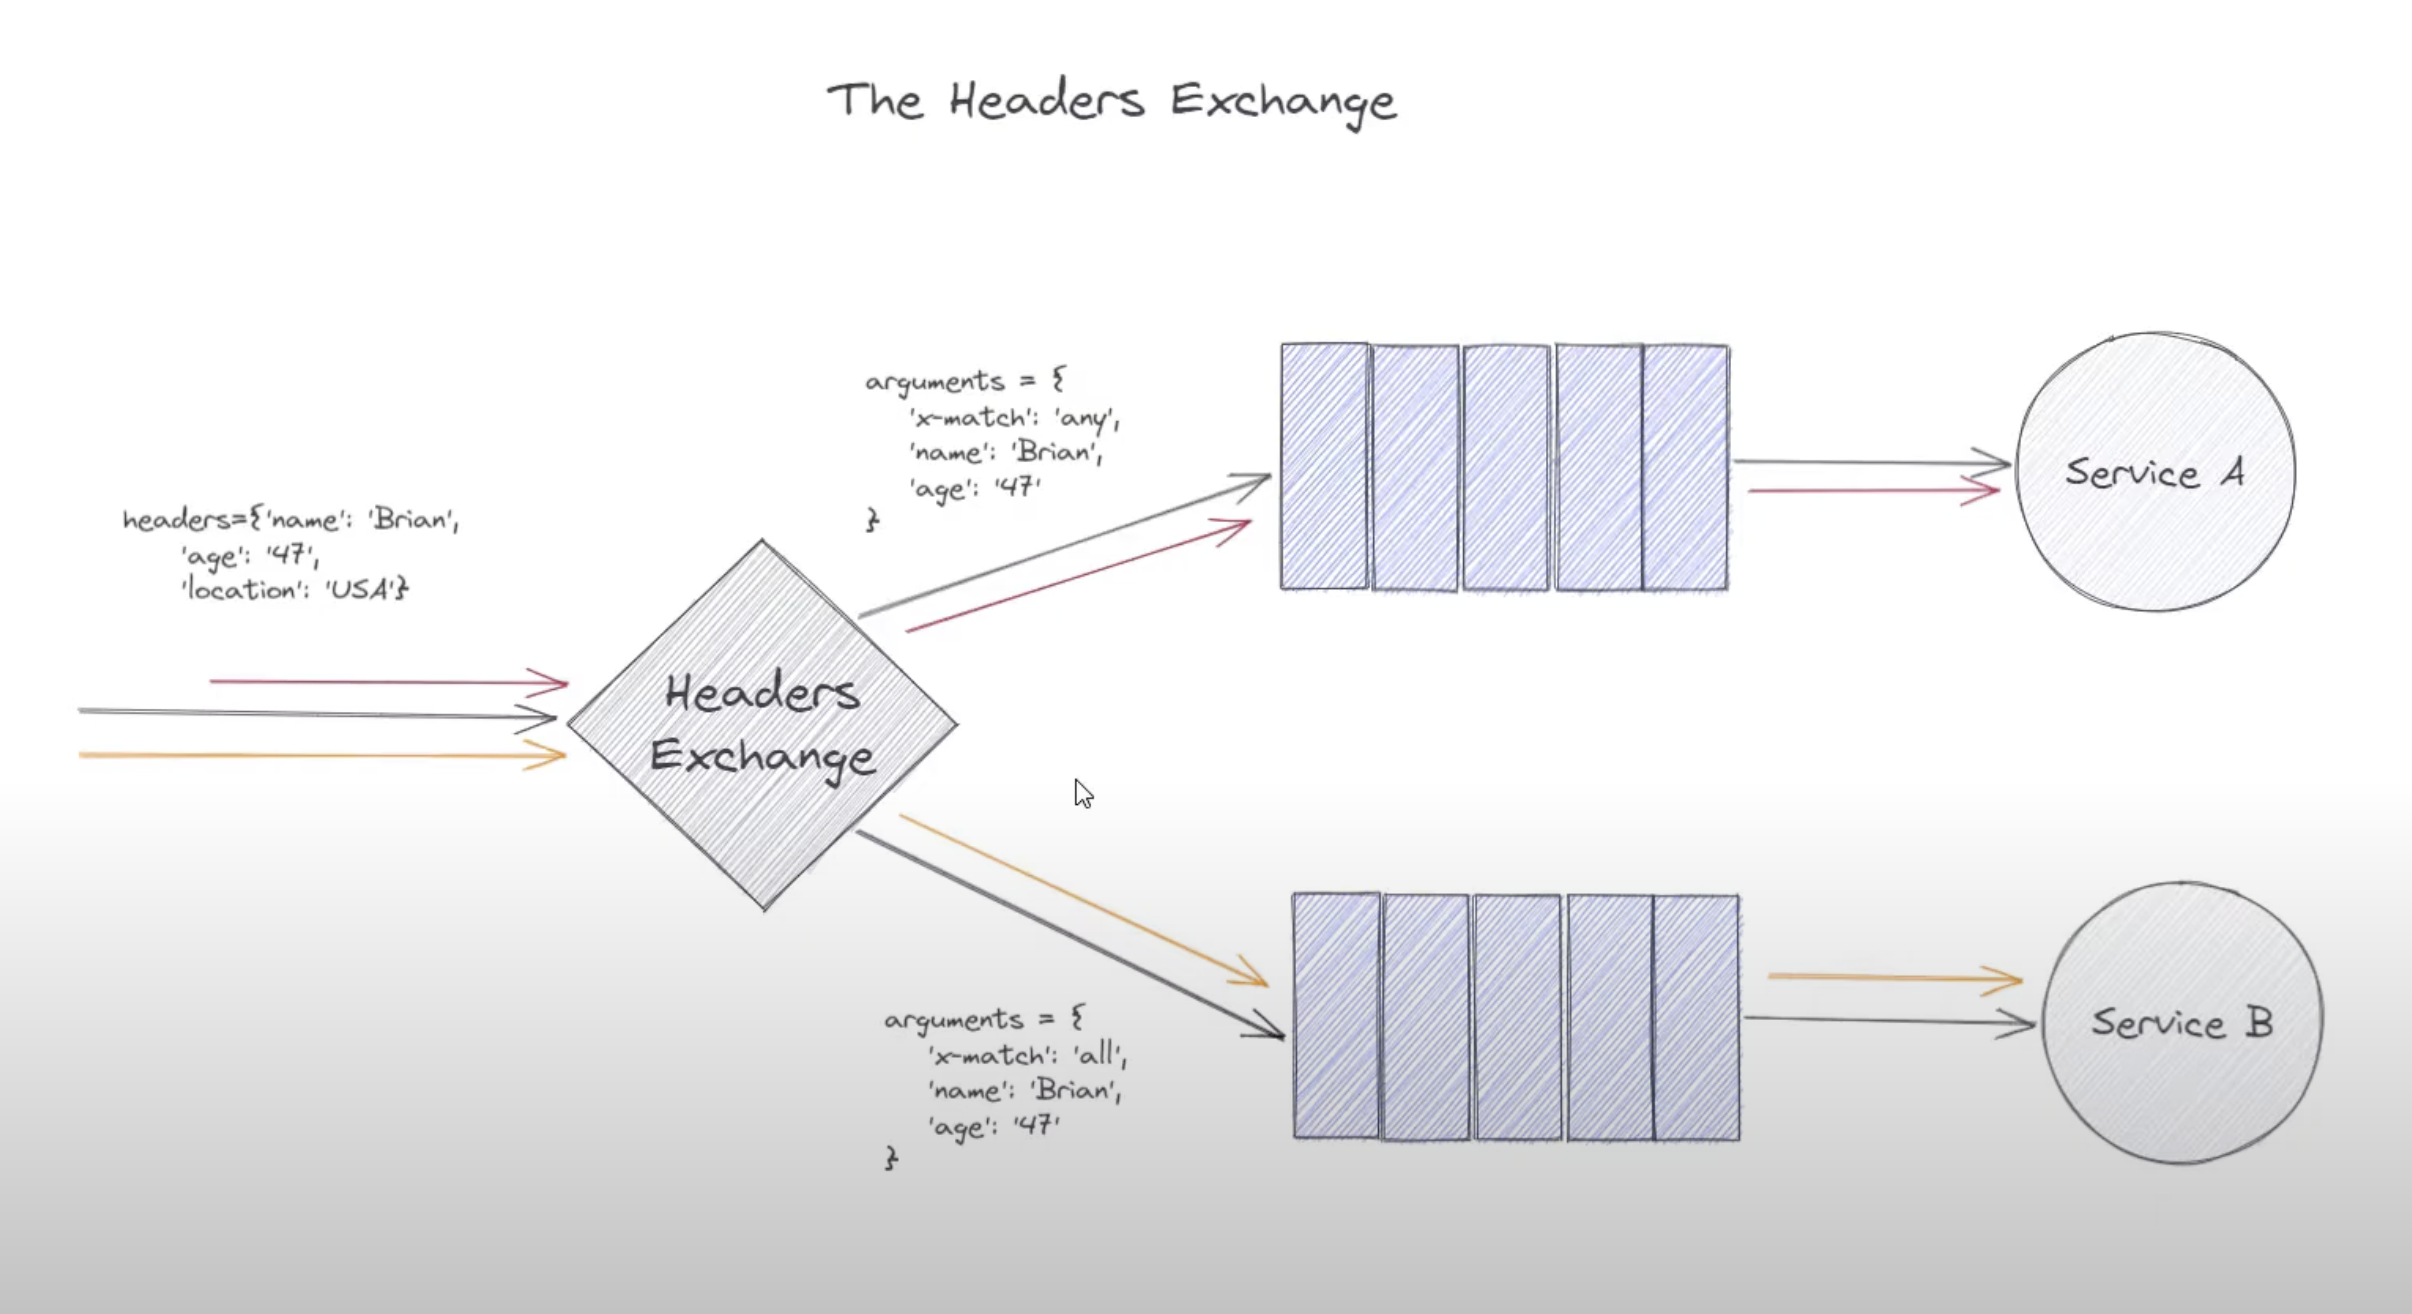 The Headers Exchange
headers={'name': 'Brian',
'age': '47',
'location': 'USA'}
arguments = {
'x-match': 'any',
'name': 'Brian',
'age': '47'
}
Headers
Exchange
Service A
arguments = {
'x-match': 'all',
'name': 'Brian',
'age': '47'
}
Service B